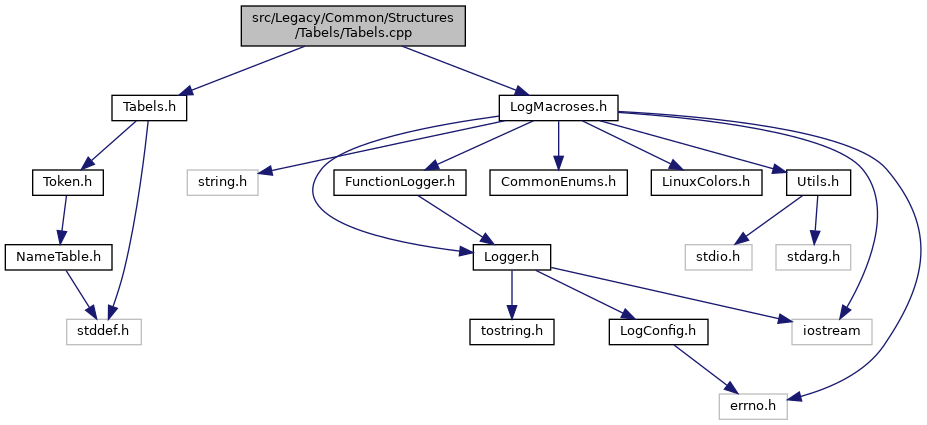 src/Legacy/Common/Structures
/Tabels/Tabels.cpp
Tabels.h
LogMacroses.h
Token.h
string.h
FunctionLogger.h
CommonEnums.h
LinuxColors.h
Utils.h
NameTable.h
Logger.h
stdio.h
stdarg.h
stddef.h
tostring.h
LogConfig.h
iostream
errno.h